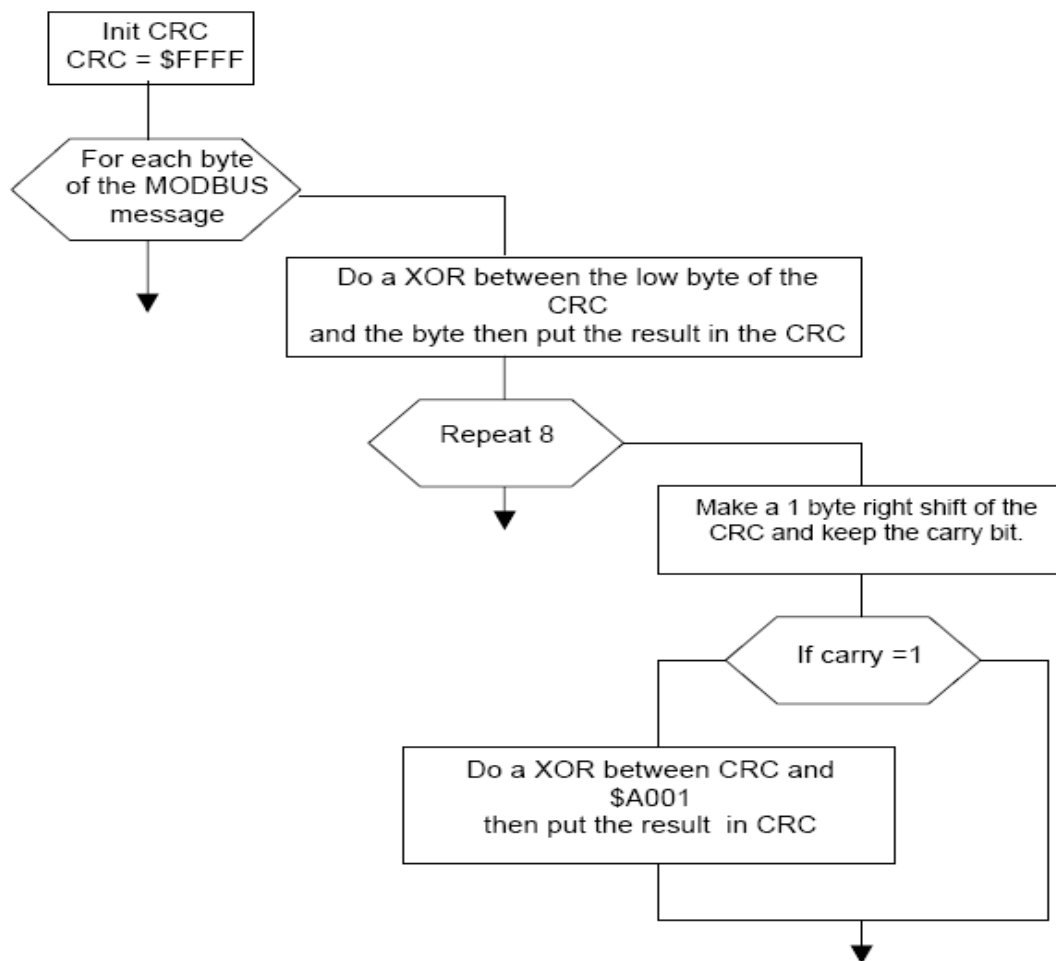 Init CRC
CRC = $FFFF
For each byte
of the MODBUS
message
Do a XOR between the low byte of the
CRC
and the byte then put the result in the CRC
Repeat 8
Make a 1 byte right shift of the
CRC and keep the carry bit.
If carry =1
Do a XOR between CRC and
$A001
then put the result in CRC